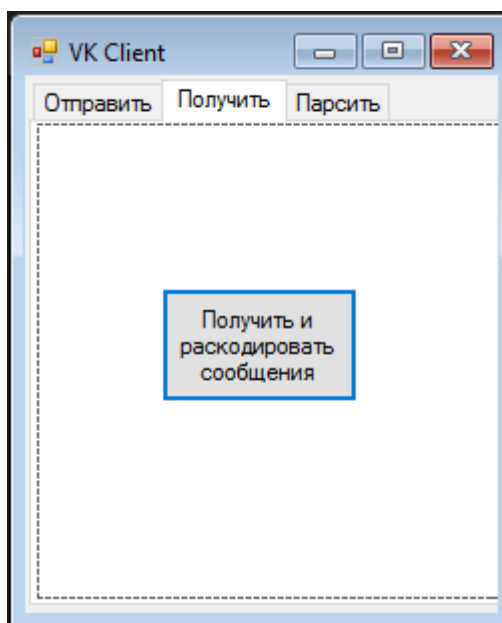 VK Client
Отправить Получить Парсить
Получить и
раскодировать
сообщения